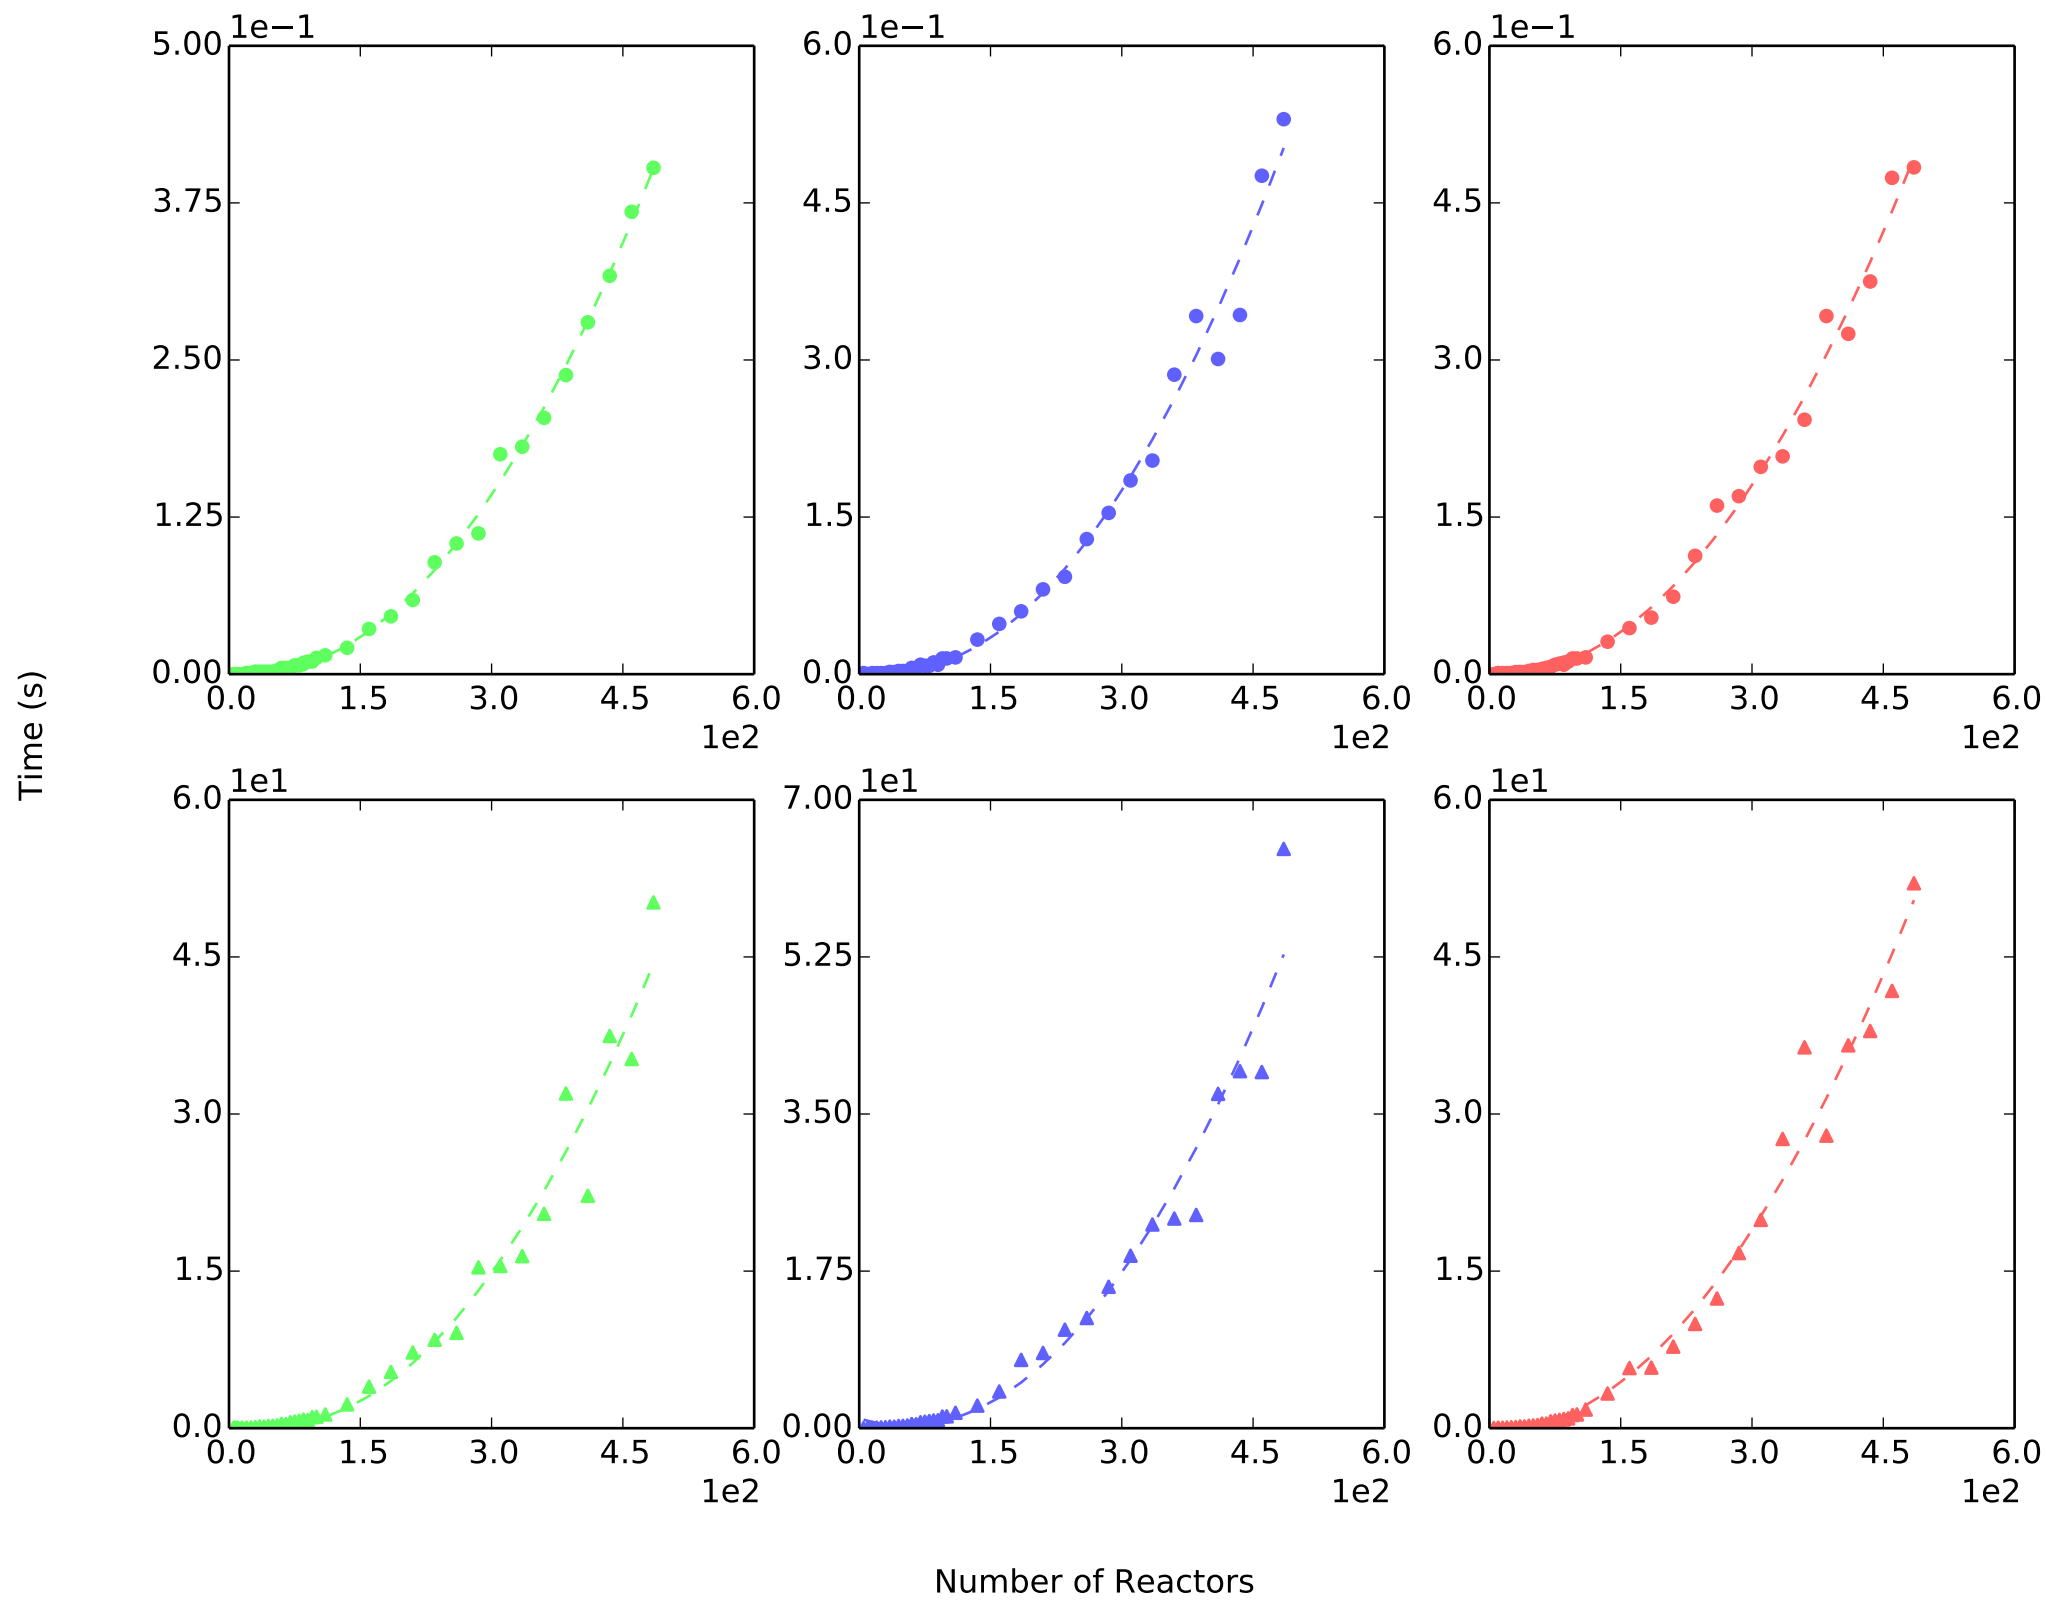 1e−1 1e−1 1e−1
5.00 6.0 6.0
3.75 4.5 4.5
2.50 3.0 3.0
1.25 1.5 1.5
0.00 0.0 0.0
0.0 1.5 3.0 4.5 6.0 0.0 1.5 3.0 4.5 6.0 0.0 1.5 3.0 4.5 6.0
1e2 1e2 1e2
Time (s)
1e1 1e1 1e1
6.0 7.00 6.0
4.5 5.25 4.5
3.0 3.50 3.0
1.5 1.75 1.5
0.0 0.00 0.0
0.0 1.5 3.0 4.5 6.0 0.0 1.5 3.0 4.5 6.0 0.0 1.5 3.0 4.5 6.0
1e2 1e2 1e2
Number of Reactors